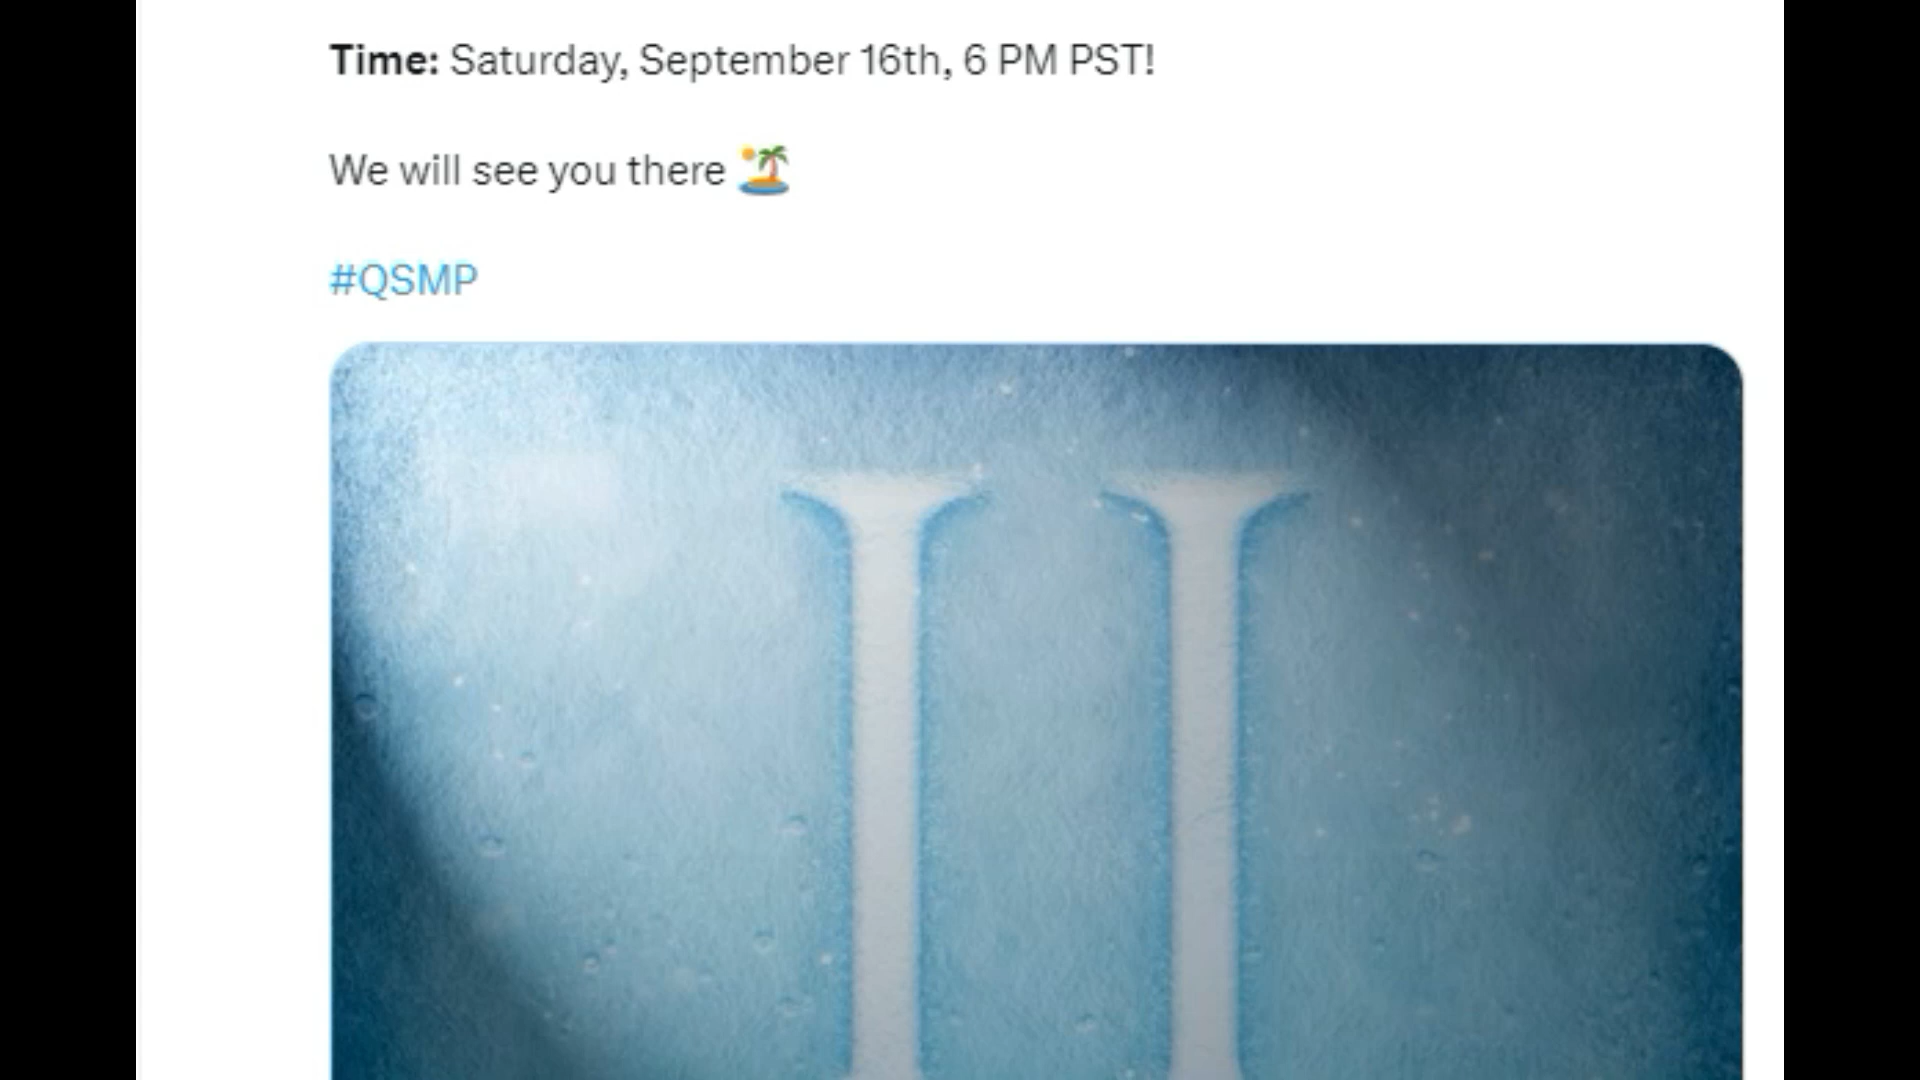 Time: Saturday, September 16th, 6 PM PST!
We will see you there 🏝️
#QSMP
II